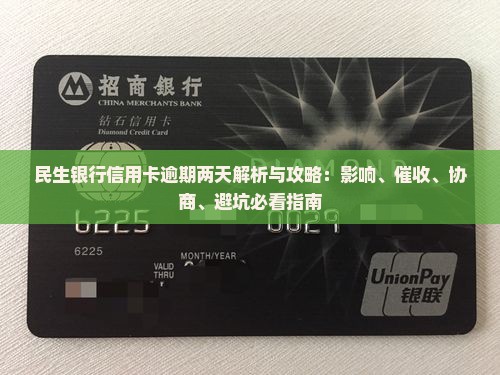 招商銀行
CHINA MERCHANTS BANK
钻石信用卡
Diamond Credit Card
民生银行信用卡逾期两天解析与攻略：影响、催收、协
商、避坑必看指南
6225
0029
6225
MONTH/YEAR
VALID
THRU
UnionPay
银联